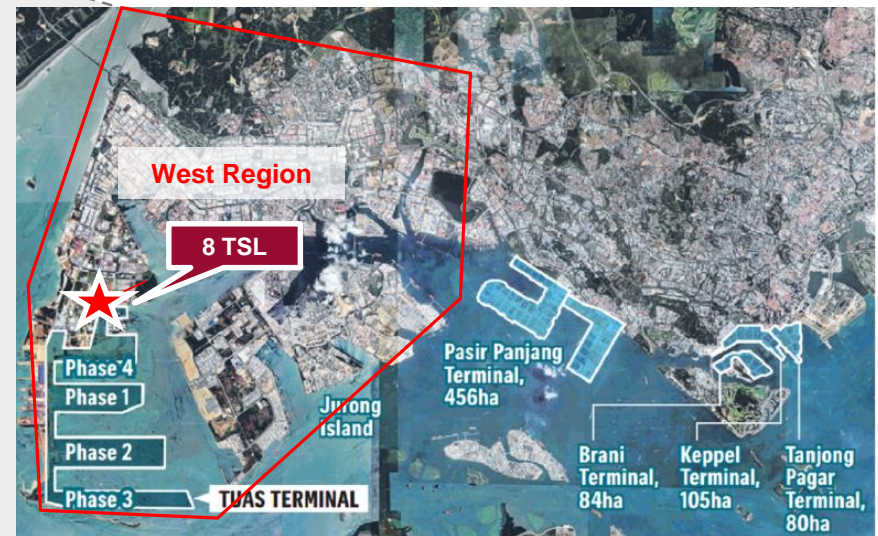 West Region
8 TSL
Phase 4
Phase 1
Phase 2
Phase 3
TUAS TERMINAL
Jurong
Island
Pasir Panjang
Terminal,
456ha
Brani
Terminal,
84ha
Keppel
Terminal,
105ha
Tanjong
Pagar
Terminal,
80ha